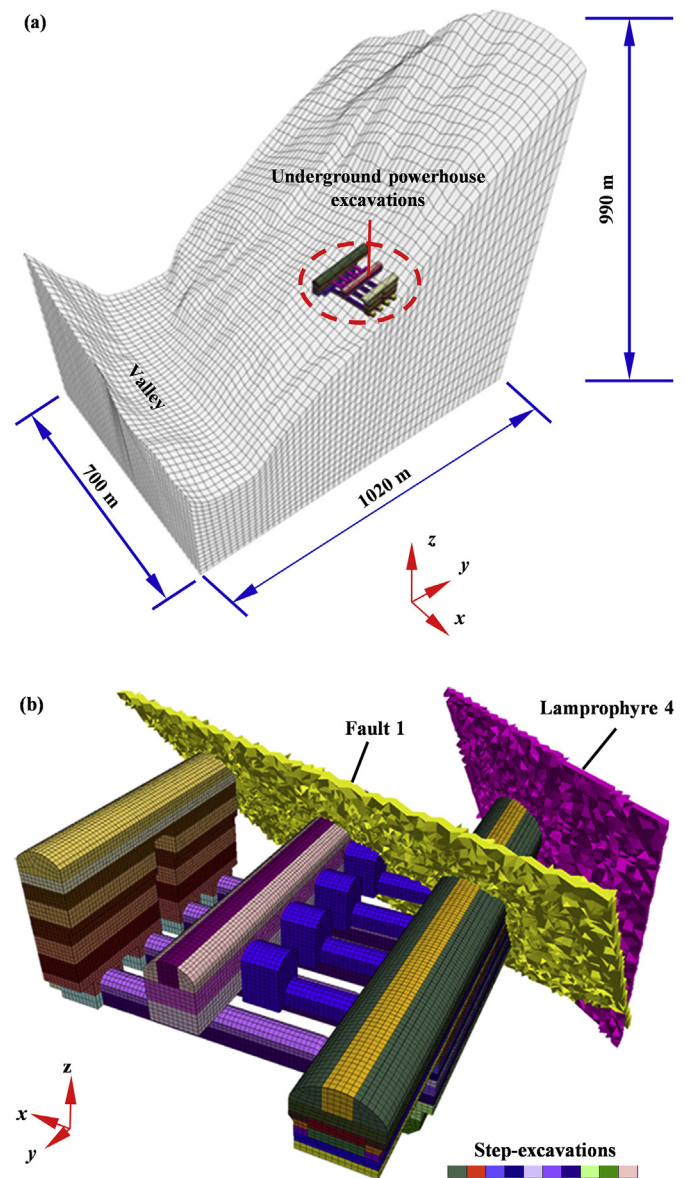 (a)
Underground powerhouse
excavations
990 m
Valley
700 m
1020 m
z
y
x
(b)
Fault 1
Lamprophyre 4
z
x
y
Step-excavations